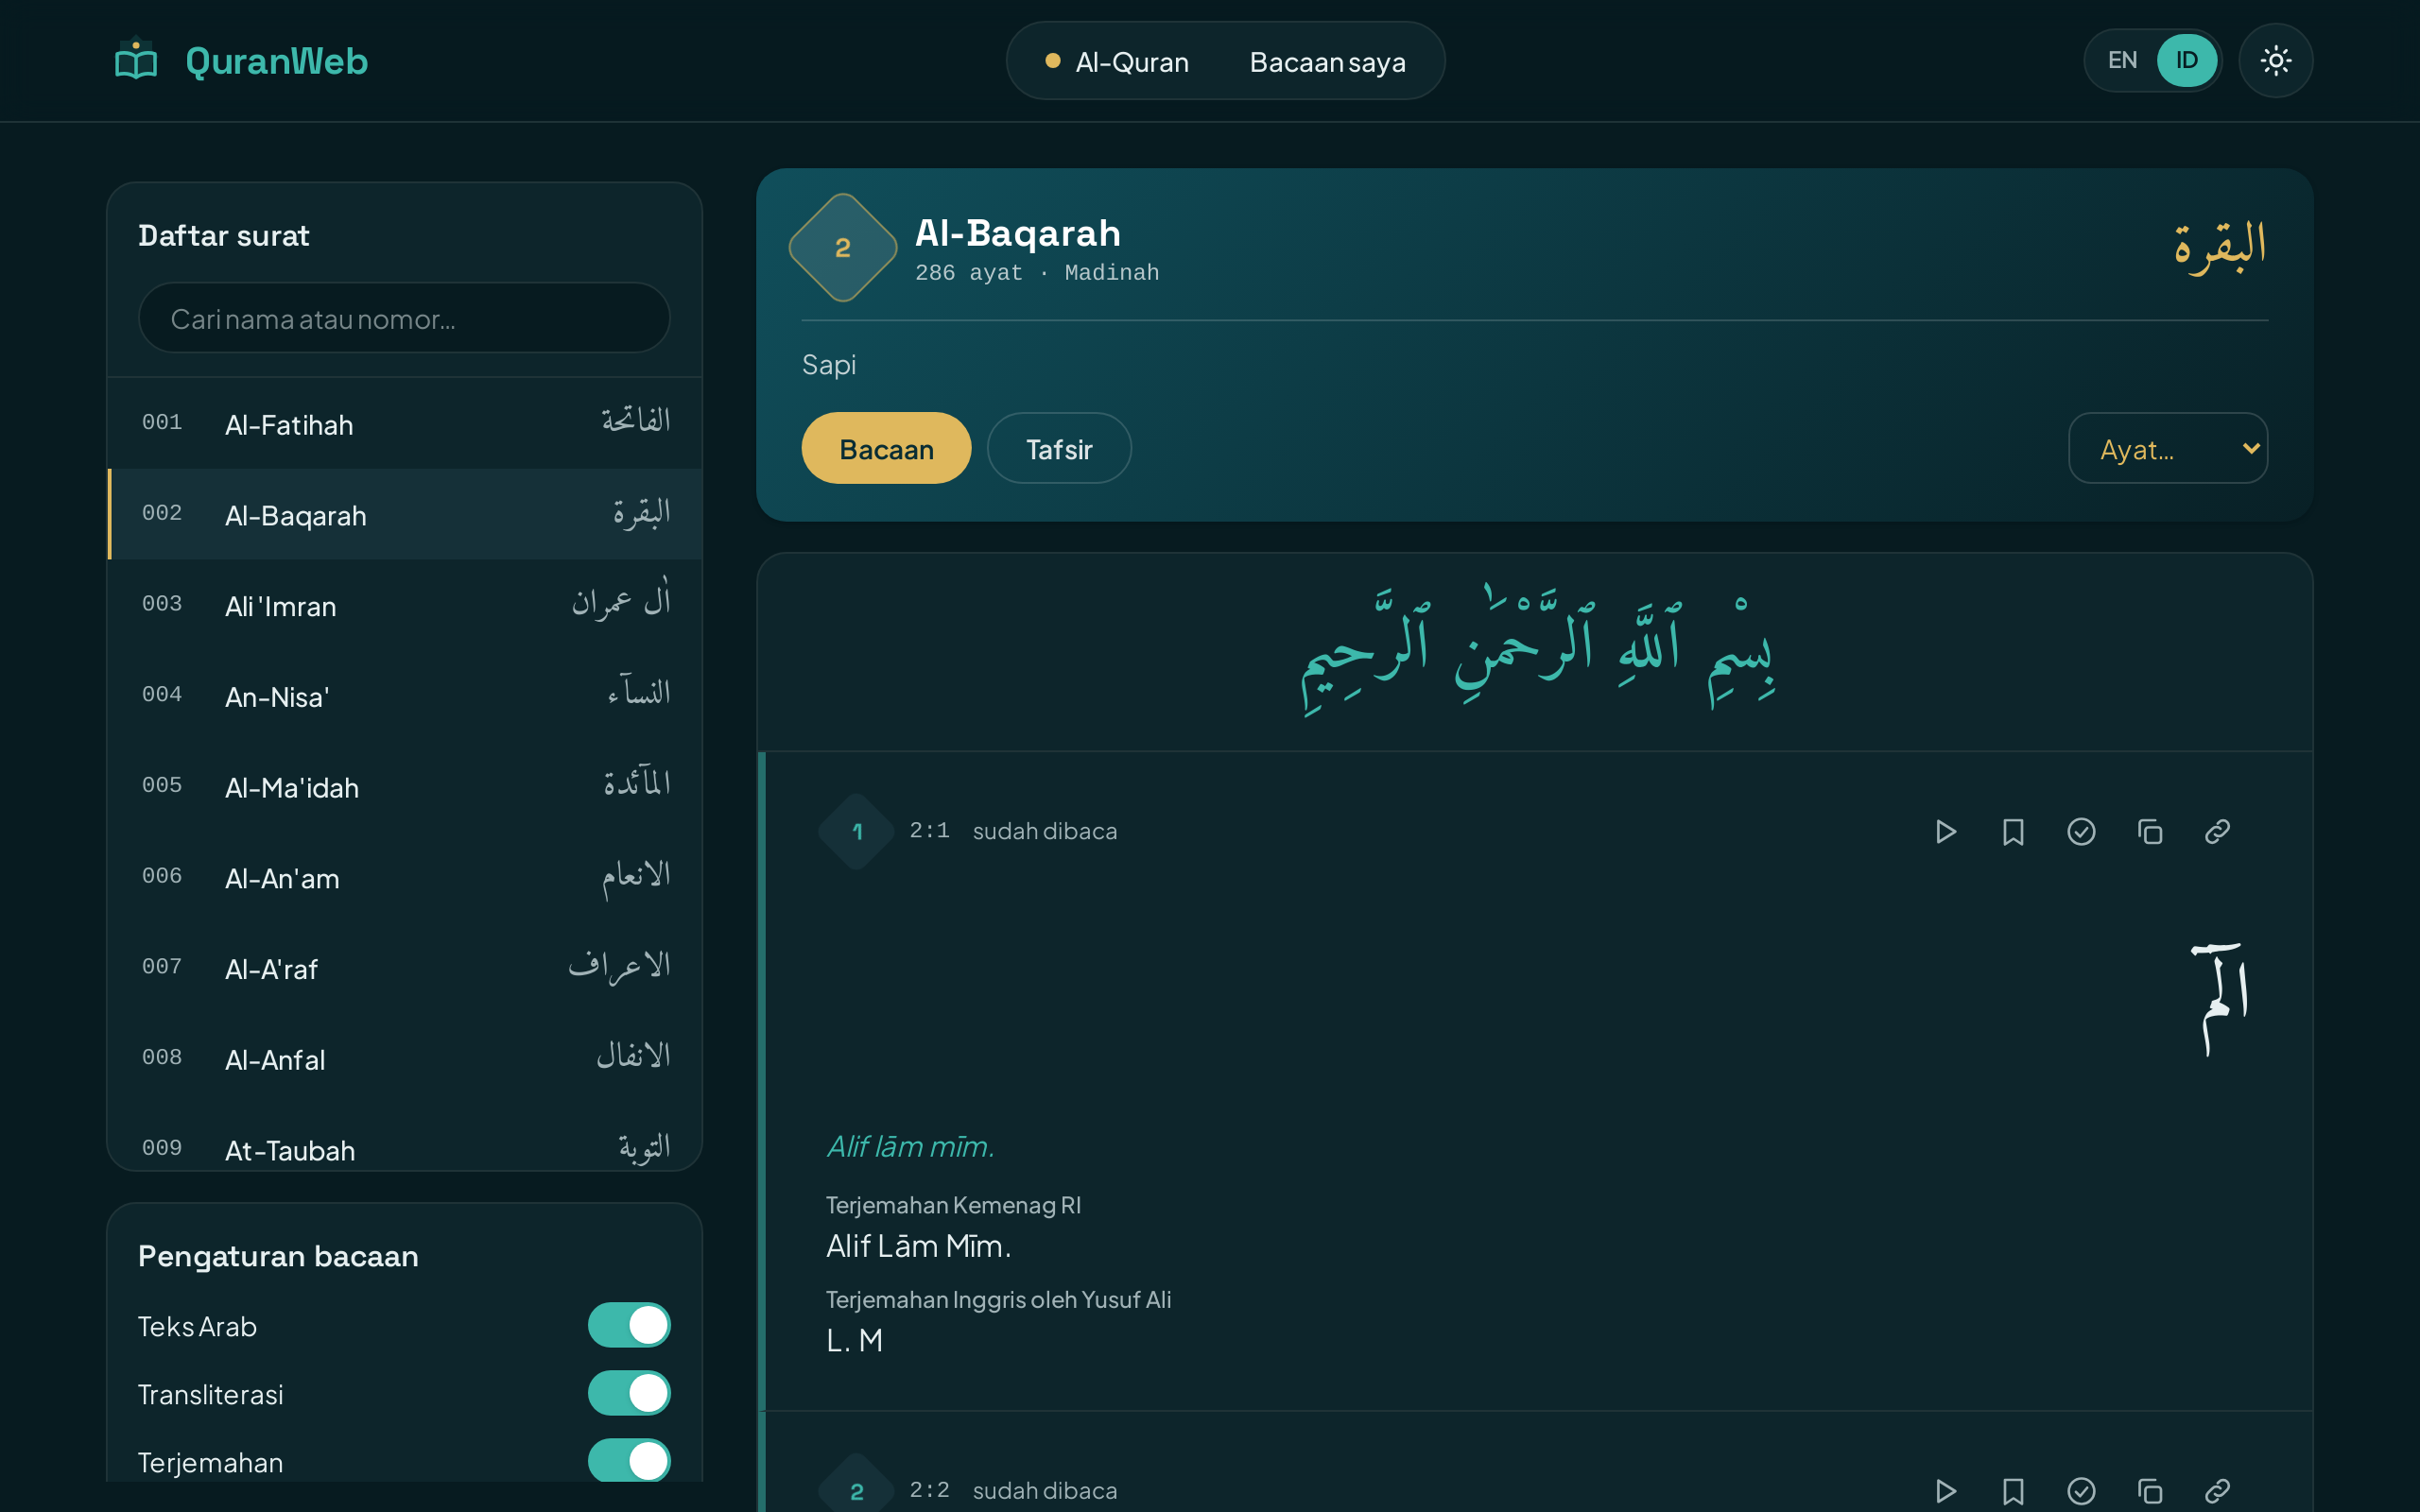 QuranWeb
Al-Quran
Bacaan saya
EN ID
Daftar surat
Cari nama atau nomor...
001 Al-Fatihah الفاتحة
002 Al-Baqarah البقرة
003 Ali 'Imran اٰل عمران
004 An-Nisa' النساۤء
005 Al-Ma'idah الماۤئدة
006 Al-An'am الانعام
007 Al-A'raf الاعراف
008 Al-Anfal الانفال
009 At-Taubah التوبة
Pengaturan bacaan
Teks Arab
Transliterasi
Terjemahan
2
Al-Baqarah
البقرة
286 ayat · Madinah
Sapi
Bacaan
Tafsir
Ayat...
بِسْمِ ٱللَّهِ ٱلرَّحْمَٰنِ ٱلرَّحِيمِ
1 2:1 sudah dibaca
الۤمّۤ
Alif lām mīm.
Terjemahan Kemenag RI
Alif Lām Mīm.
Terjemahan Inggris oleh Yusuf Ali
L. M
2 2:2 sudah dibaca